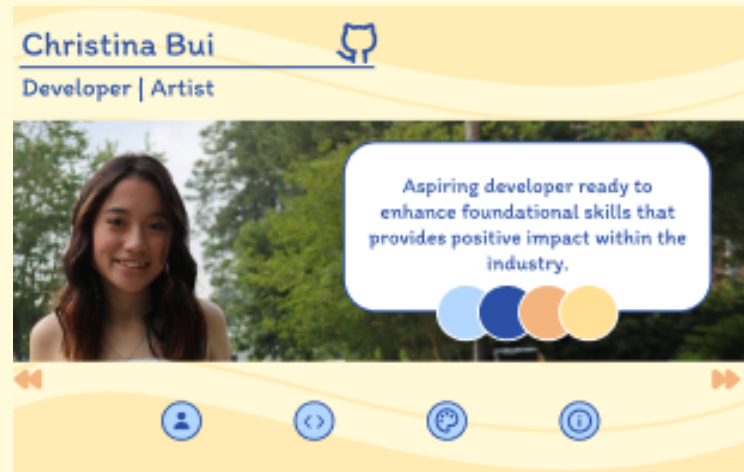 Christina Bui
Developer | Artist
Aspiring developer ready to
enhance foundational skills that
provides positive impact within the
industry.